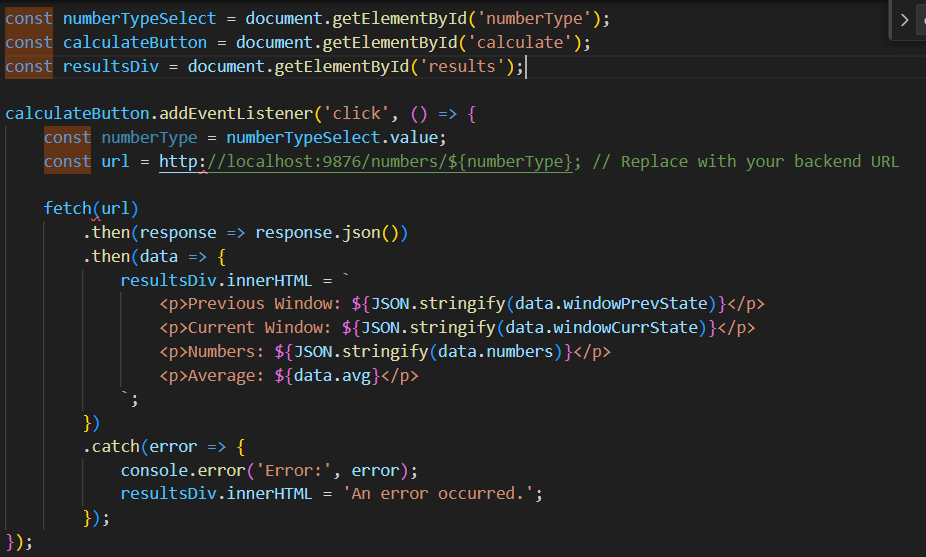 const numberTypeSelect = document.getElementById('numberType');
const calculateButton = document.getElementById('calculate');
const resultsDiv = document.getElementById('results');
calculateButton.addEventListener('click', () => {
    const numberType = numberTypeSelect.value;
    const url = http://localhost:9876/numbers/${numberType}; // Replace with your backend URL
    fetch(url)
        .then(response => response.json())
        .then(data => {
            resultsDiv.innerHTML = `
                <p>Previous Window: ${JSON.stringify(data.windowPrevState)}</p>
                <p>Current Window: ${JSON.stringify(data.windowCurrState)}</p>
                <p>Numbers: ${JSON.stringify(data.numbers)}</p>
                <p>Average: ${data.avg}</p>
            `;
        })
        .catch(error => {
            console.error('Error:', error);
            resultsDiv.innerHTML = 'An error occurred.';
        });
});